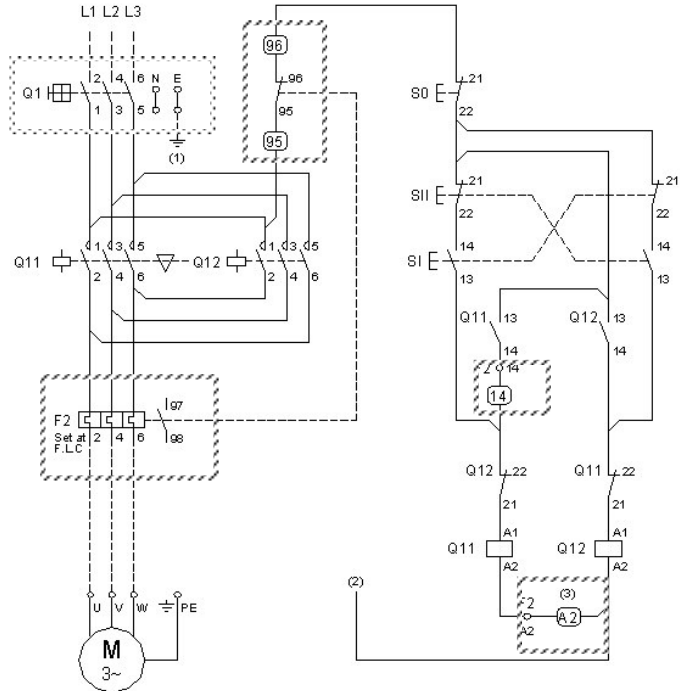 L1 L2 L3
96
2 4 6 N E
96
21
Q1
S0
1 3 5
95
22
95
(1)
21 21
SII
22 22
1 3 5 1 3 5
14 14
Q11 Q12
SI
2 4 6 2 4 6
13 13
Q11 13 Q12 13
14 14
2 14
97
14
F2
Set at 2 4 6 98
F.L.C
Q12 22 Q11 22
21 21
A1 A1
Q11 Q12
A2 A2
(2) (3)
U V W PE
F2 A2
A2
M
3~